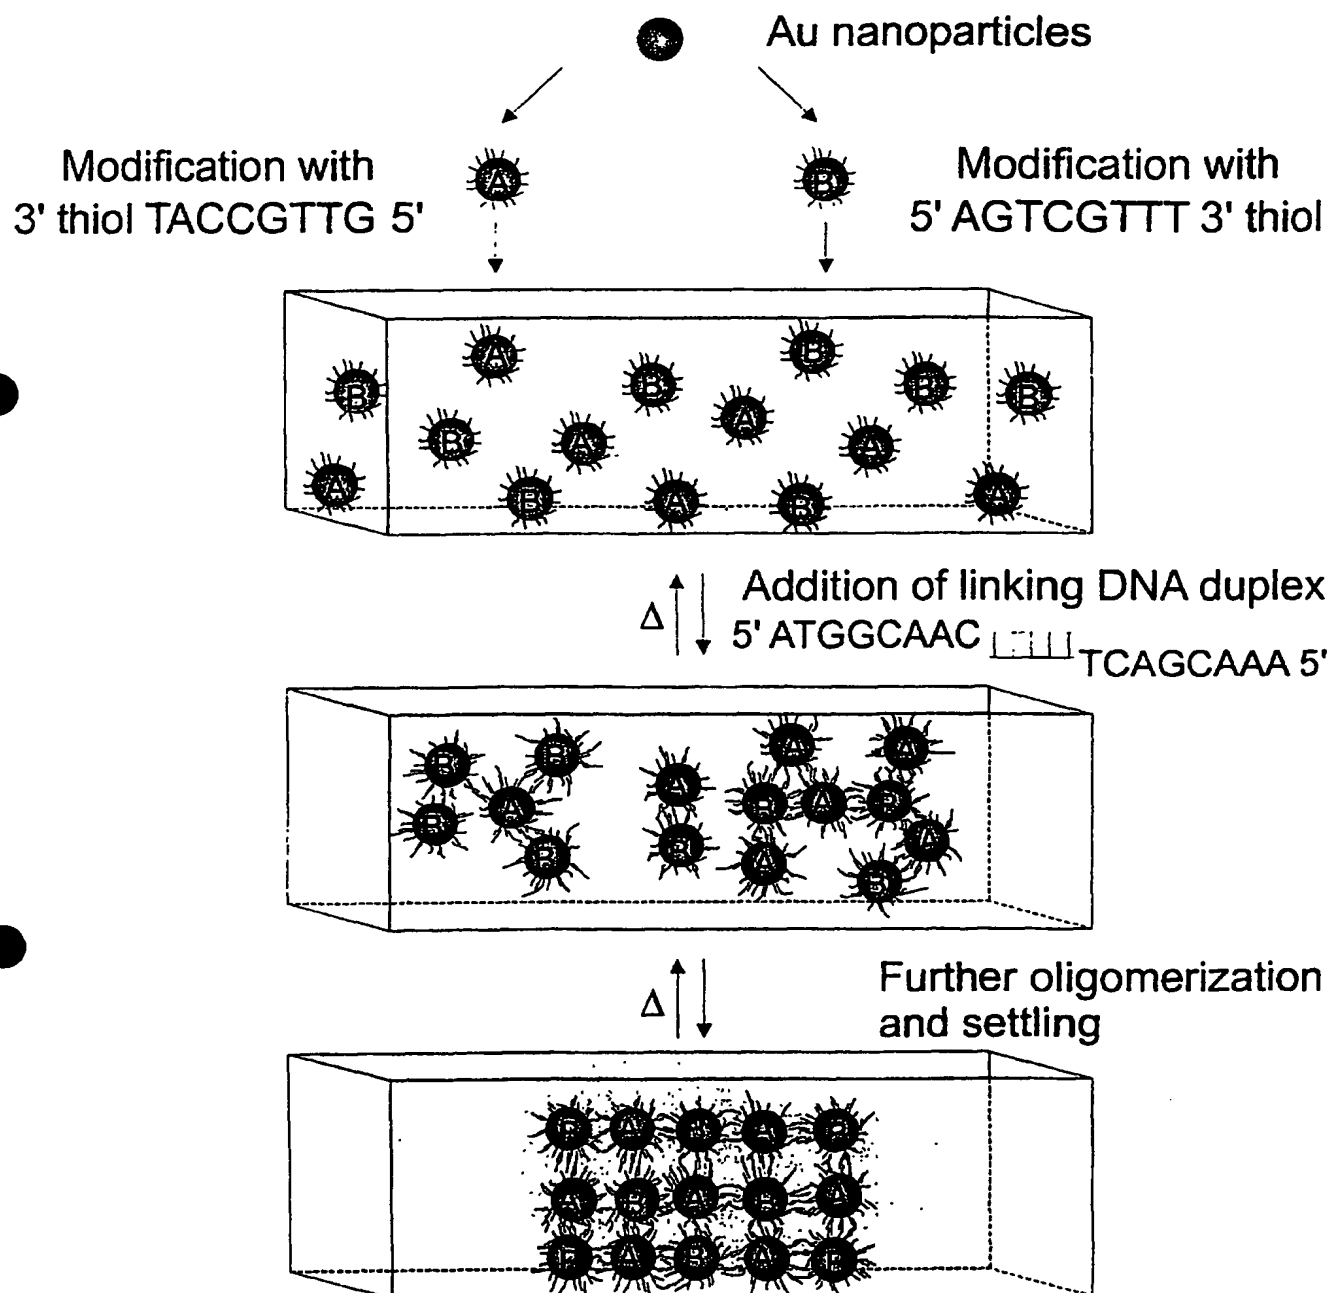 Au nanoparticles
A
B
Modification with
3' thiol TACCGTTG 5'
Modification with
5' AGTCGTTT 3' thiol
A
B
B
B
B
B
A
B
A
A
A
B
A
B
A
Δ
Addition of linking DNA duplex
5' ATGGCAAC
TCAGCAAA 5'
A
A
B
B
A
A
B
A
B
B
B
A
B
A
B
Δ
Further oligomerization
and settling
B A B A B
A B A B A
B A B A B